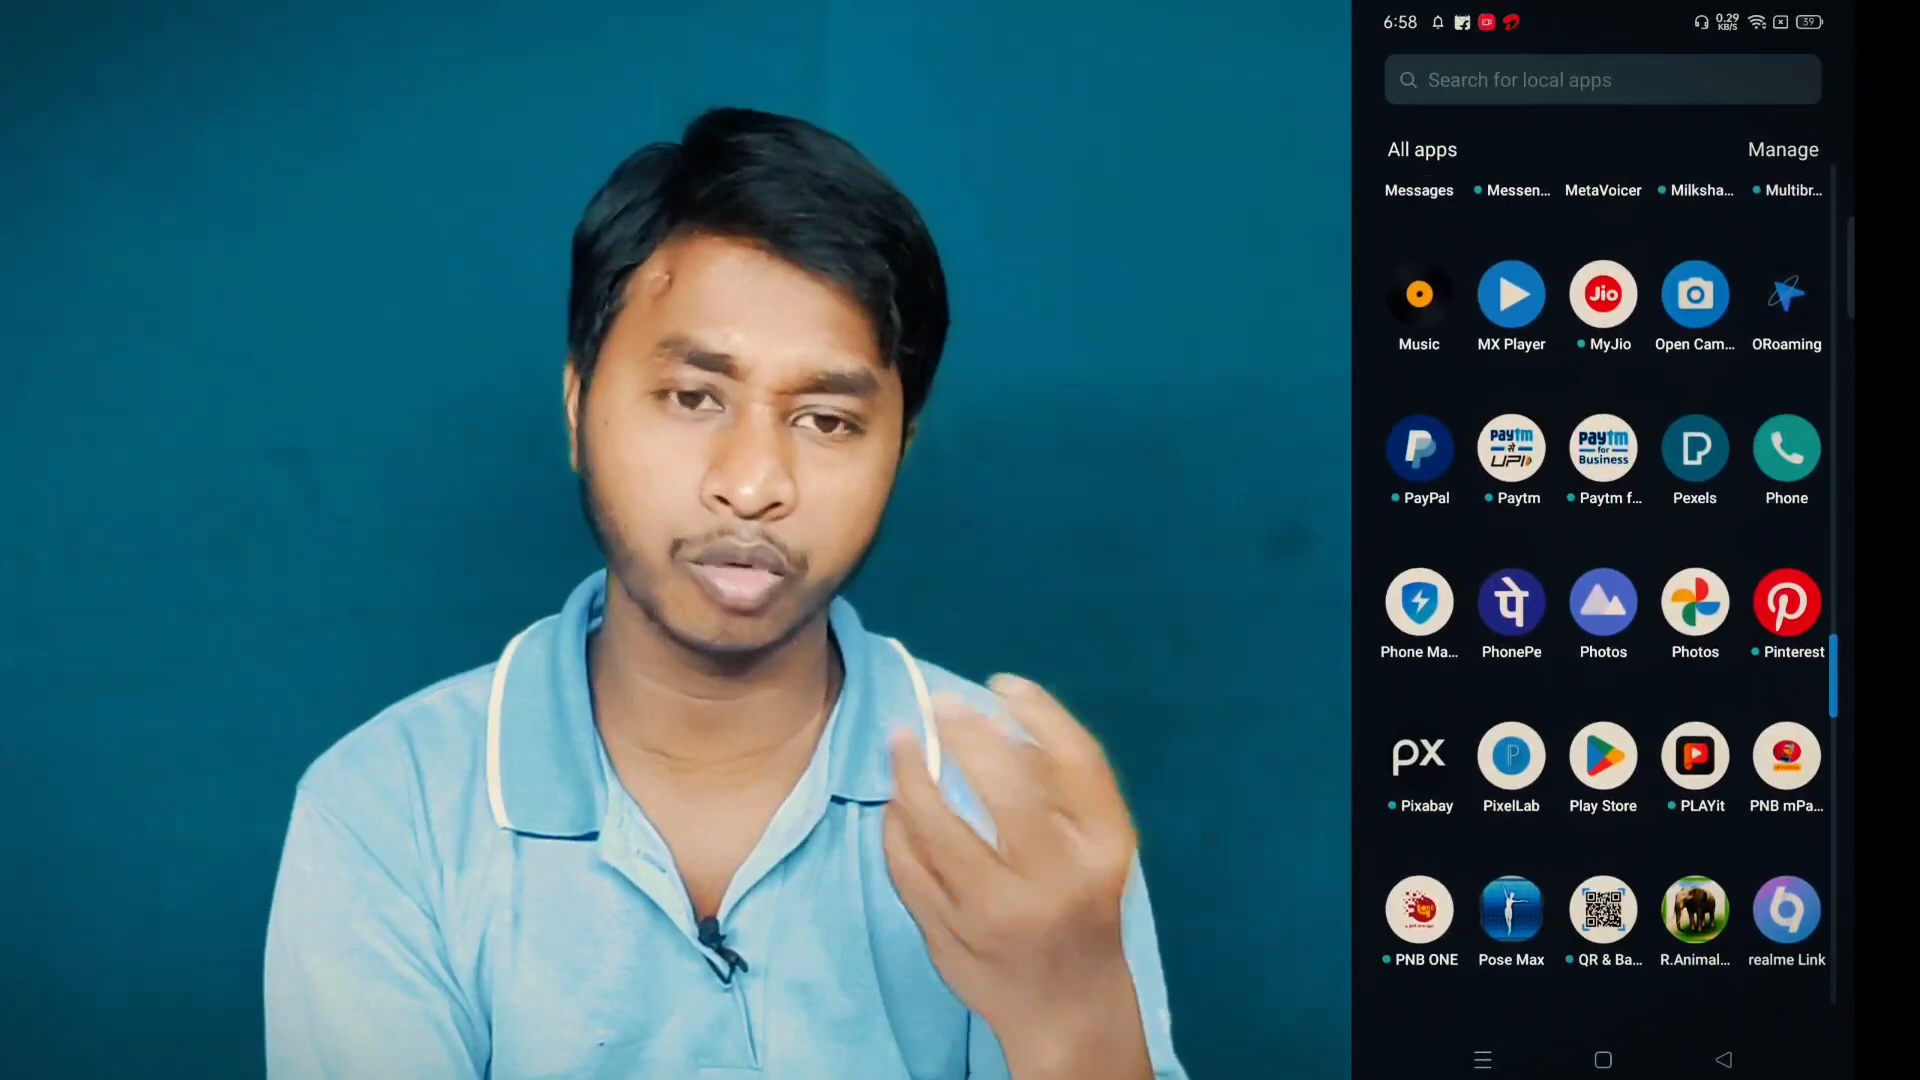 6:58 0.29 KB/S 39
Search for local apps
All apps Manage
Messages Messen... MetaVoicer Milksha... Multibr...
Jio
Music MX Player MyJio Open Cam... ORoaming
Paytm से UPI
Paytm for Business
PayPal Paytm Paytm f... Pexels Phone
पे
Phone Ma... PhonePe Photos Photos Pinterest
px
Pixabay PixelLab Play Store PLAYit PNB mPa...
PNB ONE Pose Max QR & Ba... R.Animal... realme Link